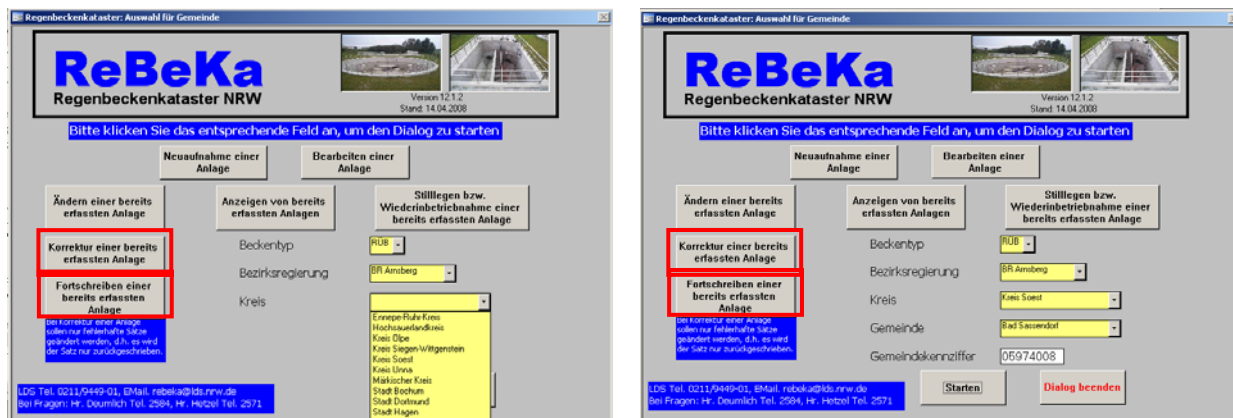 Regenbeckenkataster: Auswahl für Gemeinde
ReBeKa
Regenbeckenkataster NRW
Version 12.1.2
Stand: 14.04.2008
Bitte klicken Sie das entsprechende Feld an, um den Dialog zu starten
Neuaufnahme einer
Anlage
Bearbeiten einer
Anlage
Ändern einer bereits
erfassten Anlage
Anzeigen von bereits
erfassten Anlagen
Stilllegen bzw.
Wiederinbetriebnahme einer
bereits erfassten Anlage
Korrektur einer bereits
erfassten Anlage
Fortschreiben einer
bereits erfassten
Anlage
Bei Korrektur einer Anlage
sollen nur fehlerhafte Sätze
geändert werden, d.h. es wird
der Satz nur zurückgeschrieben.
Beckentyp
RÜB
Bezirksregierung
BR Arnsberg
Kreis
Ennepe-Ruhr-Kreis
Hochsauerlandkreis
Kreis Olpe
Kreis Siegen-Wittgenstein
Kreis Soest
Kreis Unna
Märkischer Kreis
Stadt Bochum
Stadt Dortmund
Stadt Hagen
LDS Tel. 0211/9449-01, EMail. rebeka@lds.nrw.de
Bei Fragen: Hr. Deumlich Tel. 2584, Hr. Hetzel Tel. 2571
Regenbeckenkataster: Auswahl für Gemeinde
ReBeKa
Regenbeckenkataster NRW
Version 12.1.2
Stand: 14.04.2008
Bitte klicken Sie das entsprechende Feld an, um den Dialog zu starten
Neuaufnahme einer
Anlage
Bearbeiten einer
Anlage
Ändern einer bereits
erfassten Anlage
Anzeigen von bereits
erfassten Anlagen
Stilllegen bzw.
Wiederinbetriebnahme einer
bereits erfassten Anlage
Korrektur einer bereits
erfassten Anlage
Fortschreiben einer
bereits erfassten
Anlage
Bei Korrektur einer Anlage
sollen nur fehlerhafte Sätze
geändert werden, d.h. es wird
der Satz nur zurückgeschrieben.
Beckentyp
RÜB
Bezirksregierung
BR Arnsberg
Kreis
Kreis Soest
Gemeinde
Bad Sassendorf
Gemeindekennziffer
05974008
Starten
Dialog beenden
LDS Tel. 0211/9449-01, EMail. rebeka@lds.nrw.de
Bei Fragen: Hr. Deumlich Tel. 2584, Hr. Hetzel Tel. 2571